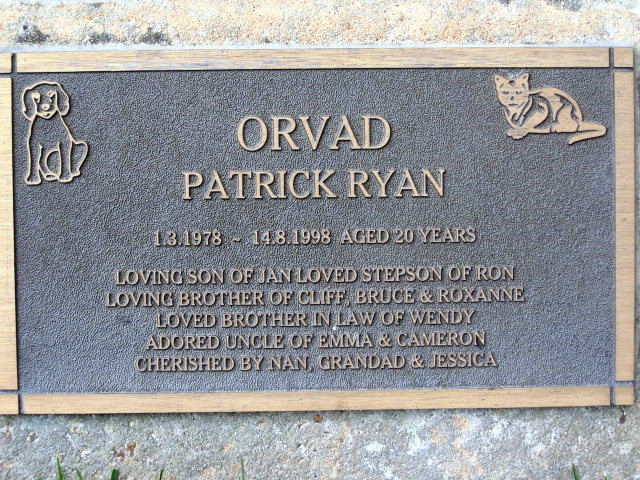 ORVAD
PATRICK RYAN
1.3.1978 ~ 14.8.1998 AGED 20 YEARS
LOVING SON OF JAN LOVED STEPSON OF RON
LOVING BROTHER OF CLIFF, BRUCE & ROXANNE
LOVED BROTHER IN LAW OF WENDY
ADORED UNCLE OF EMMA & CAMERON
CHERISHED BY NAN, GRANDAD & JESSICA